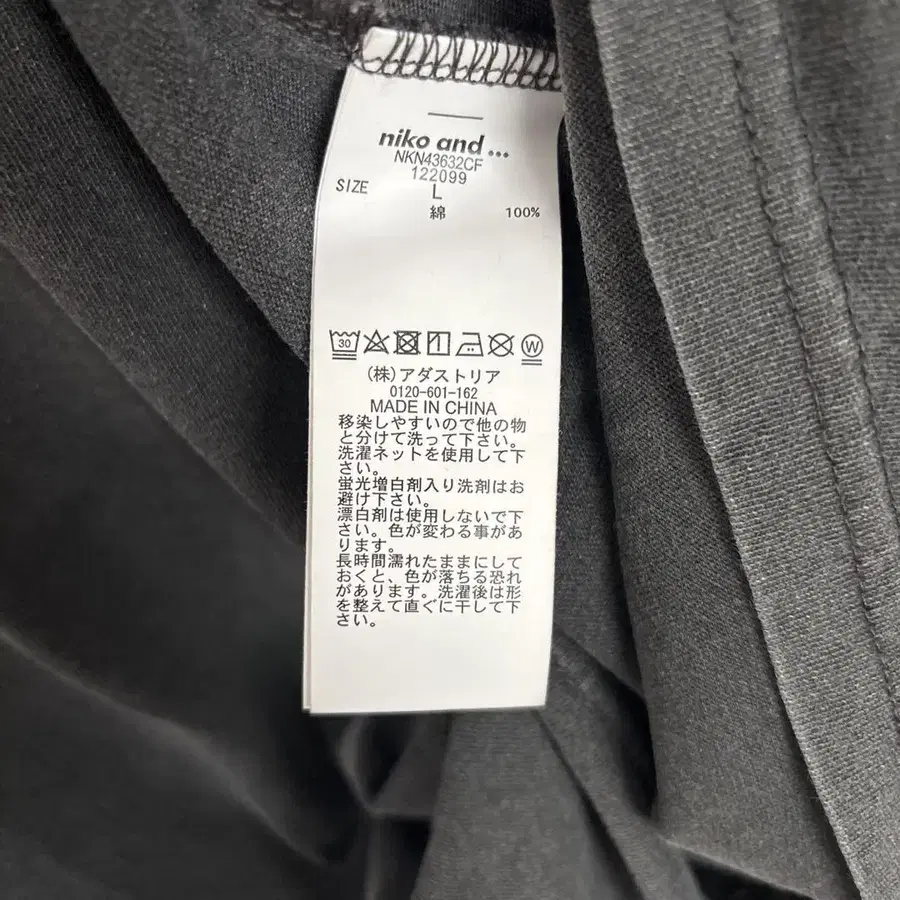 niko and ...
NKN43632CF
122099
SIZE L
綿 100%
30 W
(株)アダストリア
0120-601-162
MADE IN CHINA
移染しやすいので他の物
と分けて洗って下さい。
洗濯ネットを使用して下
さい。
蛍光増白剤入り洗剤はお
避け下さい。
漂白剤は使用しないで下
さい。色が変わる事があ
ります。
長時間濡れたままにして
おくと、色が落ちる恐れ
があります。洗濯後は形
を整えて直ぐに干して下
さい。